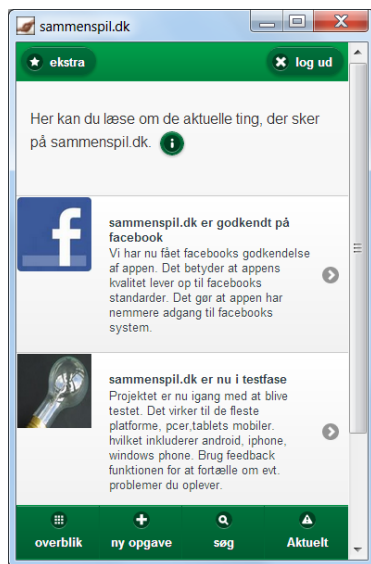 sammenspil.dk
ekstra
log ud
Her kan du læse om de aktuelle ting, der sker
på sammenspil.dk.
sammenspil.dk er godkendt på
facebook
Vi har nu fået facebooks godkendelse
af appen. Det betyder at appens
kvalitet lever op til facebooks
standarder. Det gør at appen har
nemmere adgang til facebooks
system.
sammenspil.dk er nu i testfase
Projektet er nu igang med at blive
testet. Det virker til de fleste
platforme, pcer,tablets mobiler.
hvilket inkluderer android, iphone,
windows phone. Brug feedback
funktionen for at fortælle om evt.
problemer du oplever.
overblik
ny opgave
søg
Aktuelt